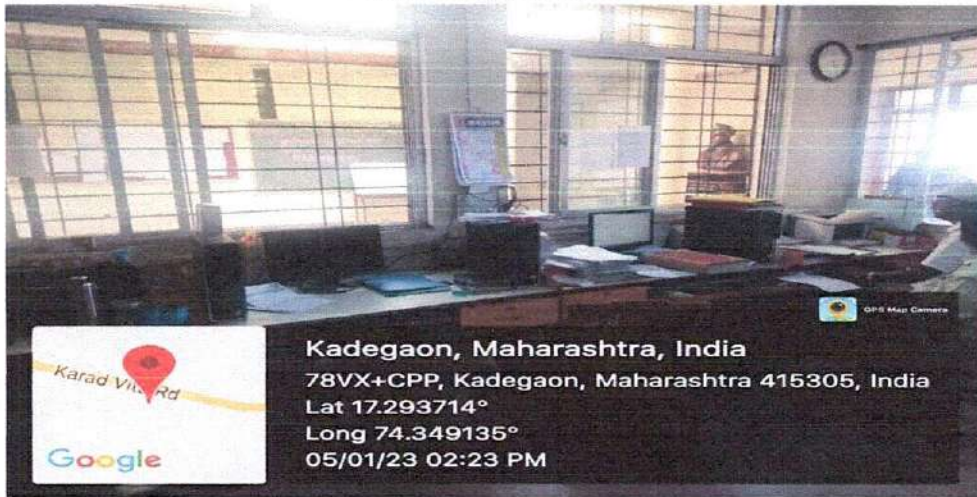 GPS Map Camera
Kadegaon, Maharashtra, India
78VX+CPP, Kadegaon, Maharashtra 415305, India
Lat 17.293714°
Long 74.349135°
05/01/23 02:23 PM
Karad Rd
Google